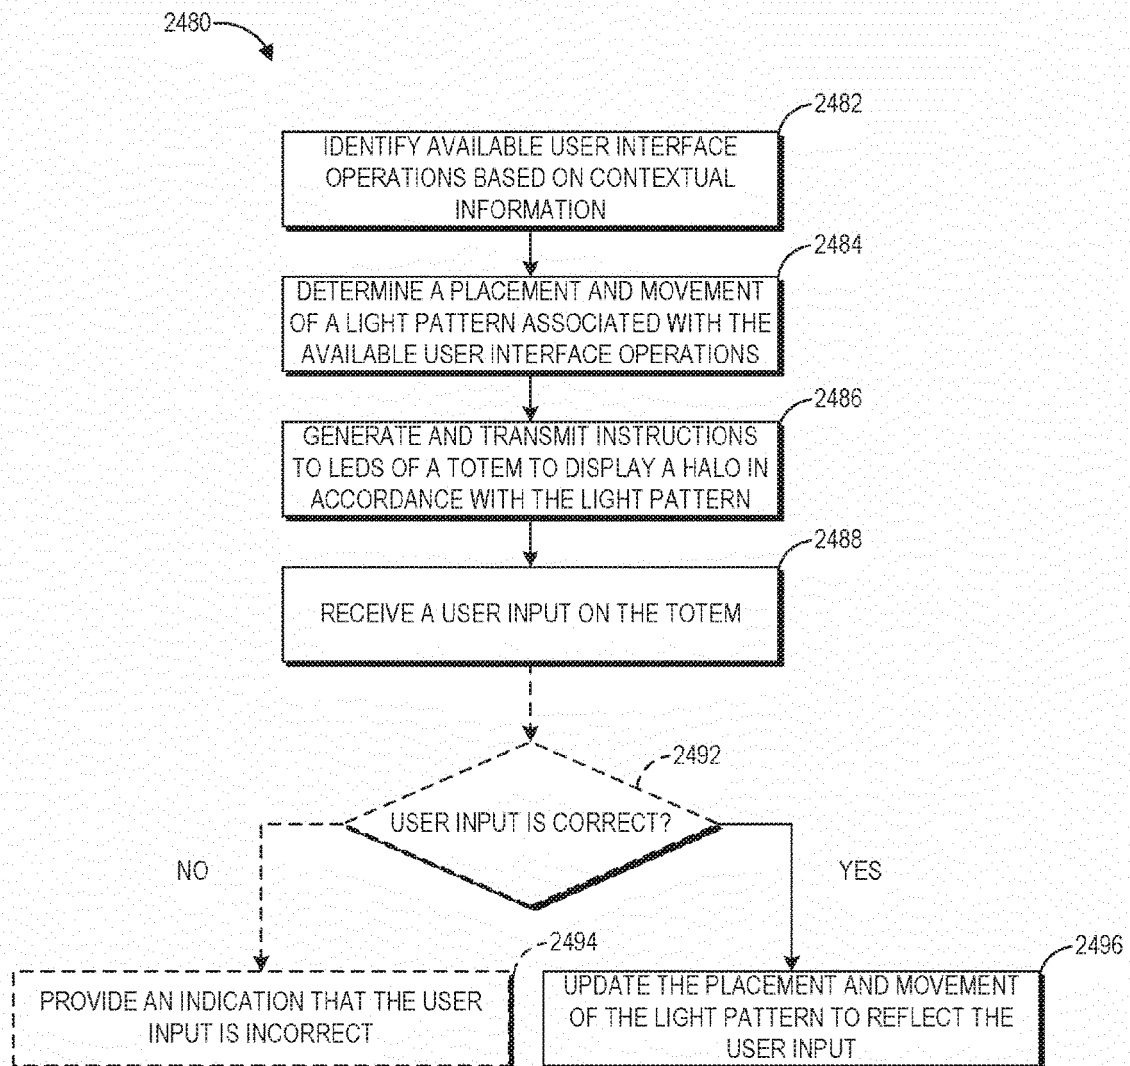 2480
2482
IDENTIFY AVAILABLE USER INTERFACE
OPERATIONS BASED ON CONTEXTUAL
INFORMATION
2484
DETERMINE A PLACEMENT AND MOVEMENT
OF A LIGHT PATTERN ASSOCIATED WITH THE
AVAILABLE USER INTERFACE OPERATIONS
2486
GENERATE AND TRANSMIT INSTRUCTIONS
TO LEDS OF A TOTEM TO DISPLAY A HALO IN
ACCORDANCE WITH THE LIGHT PATTERN
2488
RECEIVE A USER INPUT ON THE TOTEM
2492
USER INPUT IS CORRECT?
NO
YES
2494
PROVIDE AN INDICATION THAT THE USER
INPUT IS INCORRECT
2496
UPDATE THE PLACEMENT AND MOVEMENT
OF THE LIGHT PATTERN TO REFLECT THE
USER INPUT